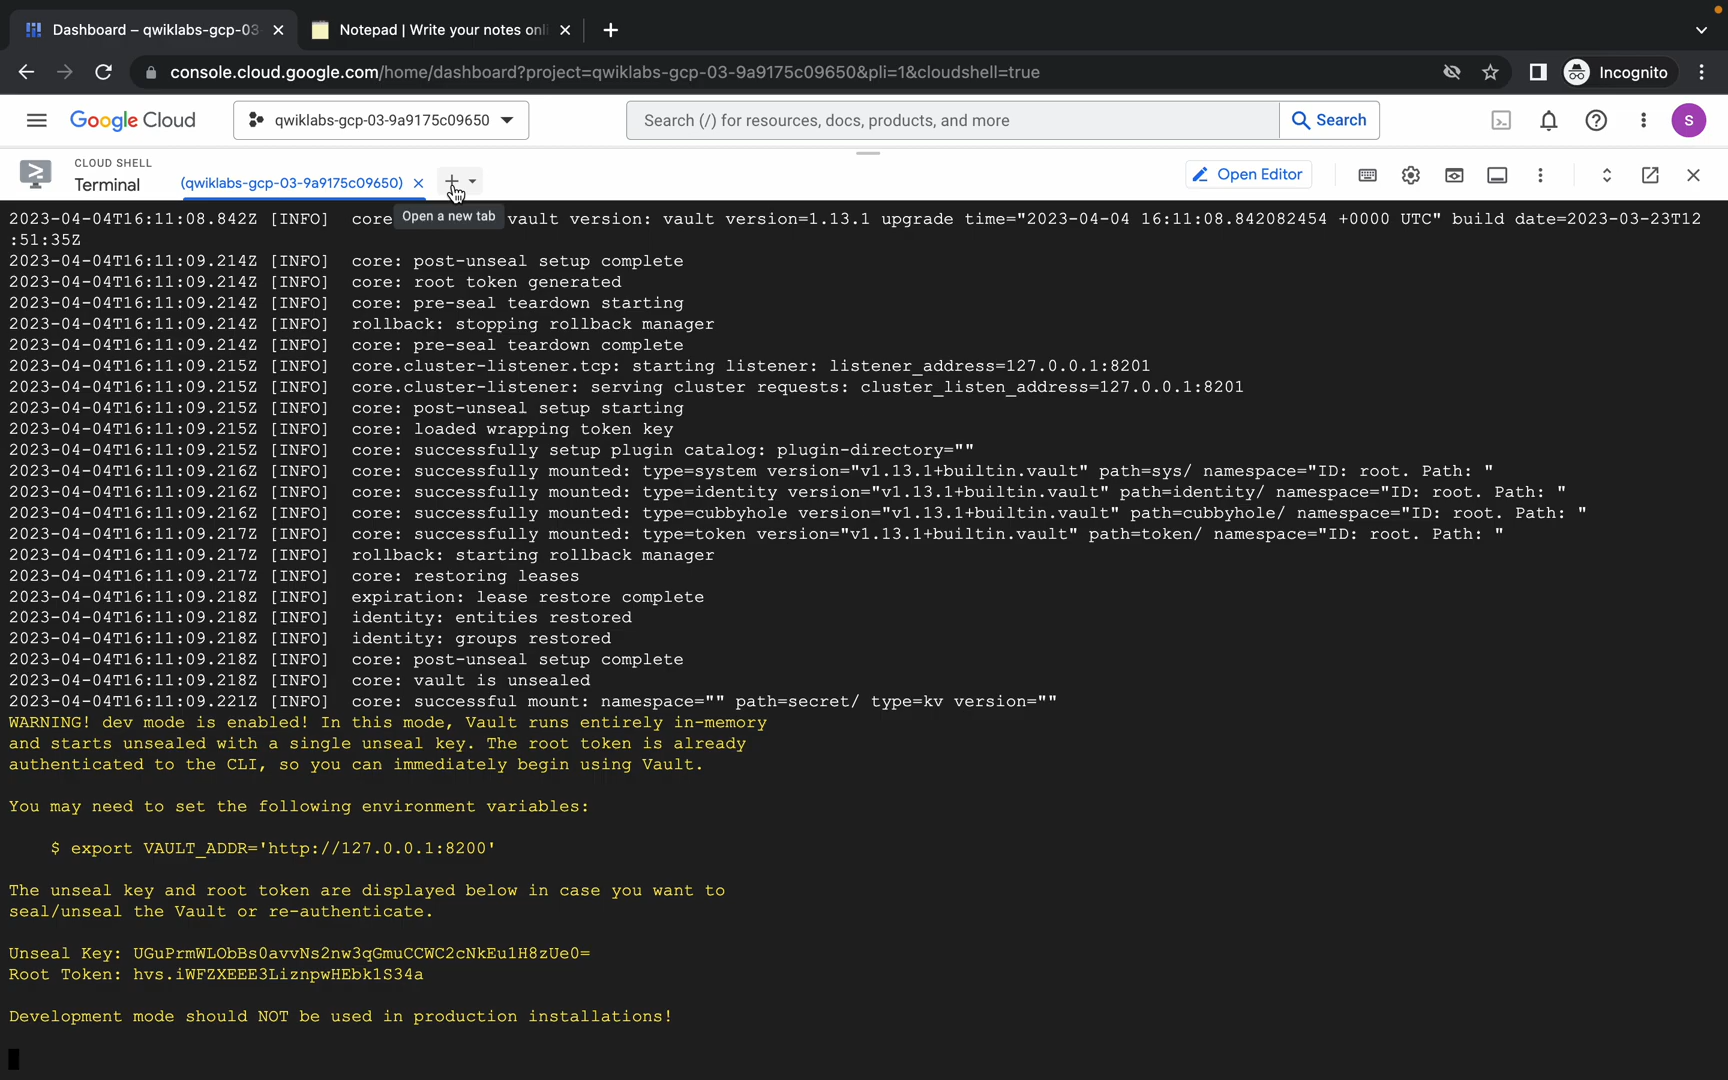 Dashboard – qwiklabs-gcp-03
Notepad | Write your notes onli
console.cloud.google.com/home/dashboard?project=qwiklabs-gcp-03-9a9175c09650&pli=1&cloudshell=true
Incognito
Google Cloud
qwiklabs-gcp-03-9a9175c09650
Search (/) for resources, docs, products, and more
Search
S
CLOUD SHELL
Terminal
(qwiklabs-gcp-03-9a9175c09650)
Open Editor
Open a new tab
2023-04-04T16:11:08.842Z [INFO]  core vault version: vault version=1.13.1 upgrade time="2023-04-04 16:11:08.842082454 +0000 UTC" build date=2023-03-23T12
:51:35Z
2023-04-04T16:11:09.214Z [INFO]  core: post-unseal setup complete
2023-04-04T16:11:09.214Z [INFO]  core: root token generated
2023-04-04T16:11:09.214Z [INFO]  core: pre-seal teardown starting
2023-04-04T16:11:09.214Z [INFO]  rollback: stopping rollback manager
2023-04-04T16:11:09.214Z [INFO]  core: pre-seal teardown complete
2023-04-04T16:11:09.215Z [INFO]  core.cluster-listener.tcp: starting listener: listener_address=127.0.0.1:8201
2023-04-04T16:11:09.215Z [INFO]  core.cluster-listener: serving cluster requests: cluster_listen_address=127.0.0.1:8201
2023-04-04T16:11:09.215Z [INFO]  core: post-unseal setup starting
2023-04-04T16:11:09.215Z [INFO]  core: loaded wrapping token key
2023-04-04T16:11:09.215Z [INFO]  core: successfully setup plugin catalog: plugin-directory=""
2023-04-04T16:11:09.216Z [INFO]  core: successfully mounted: type=system version="v1.13.1+builtin.vault" path=sys/ namespace="ID: root. Path: "
2023-04-04T16:11:09.216Z [INFO]  core: successfully mounted: type=identity version="v1.13.1+builtin.vault" path=identity/ namespace="ID: root. Path: "
2023-04-04T16:11:09.216Z [INFO]  core: successfully mounted: type=cubbyhole version="v1.13.1+builtin.vault" path=cubbyhole/ namespace="ID: root. Path: "
2023-04-04T16:11:09.217Z [INFO]  core: successfully mounted: type=token version="v1.13.1+builtin.vault" path=token/ namespace="ID: root. Path: "
2023-04-04T16:11:09.217Z [INFO]  rollback: starting rollback manager
2023-04-04T16:11:09.217Z [INFO]  core: restoring leases
2023-04-04T16:11:09.218Z [INFO]  expiration: lease restore complete
2023-04-04T16:11:09.218Z [INFO]  identity: entities restored
2023-04-04T16:11:09.218Z [INFO]  identity: groups restored
2023-04-04T16:11:09.218Z [INFO]  core: post-unseal setup complete
2023-04-04T16:11:09.218Z [INFO]  core: vault is unsealed
2023-04-04T16:11:09.221Z [INFO]  core: successful mount: namespace="" path=secret/ type=kv version=""
WARNING! dev mode is enabled! In this mode, Vault runs entirely in-memory
and starts unsealed with a single unseal key. The root token is already
authenticated to the CLI, so you can immediately begin using Vault.
You may need to set the following environment variables:
$ export VAULT_ADDR='http://127.0.0.1:8200'
The unseal key and root token are displayed below in case you want to
seal/unseal the Vault or re-authenticate.
Unseal Key: UGuPrmWLObBs0avvNs2nw3qGmuCCWC2cNkEu1H8zUe0=
Root Token: hvs.iWFZXEEE3LiznpwHEbk1S34a
Development mode should NOT be used in production installations!